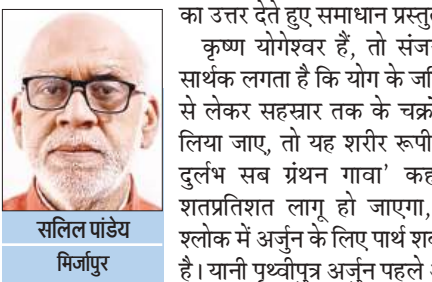 का उत्तर देते हुए समाधान प्रस्तु
कृष्ण योगेश्वर हैं, तो संज
सार्थक लगता है कि योग के जरि
से लेकर सहस्रार तक के चक्रो
लिया जाए, तो यह शरीर रूपी
दुर्लभ सब ग्रंथन गावा' कह
शतप्रतिशत लागू हो जाएगा,
श्लोक में अर्जुन के लिए पार्थ शब
है। यानी पृथ्वीपुत्र अर्जुन पहले अ
सलिल पांडेय
मिर्जापुर